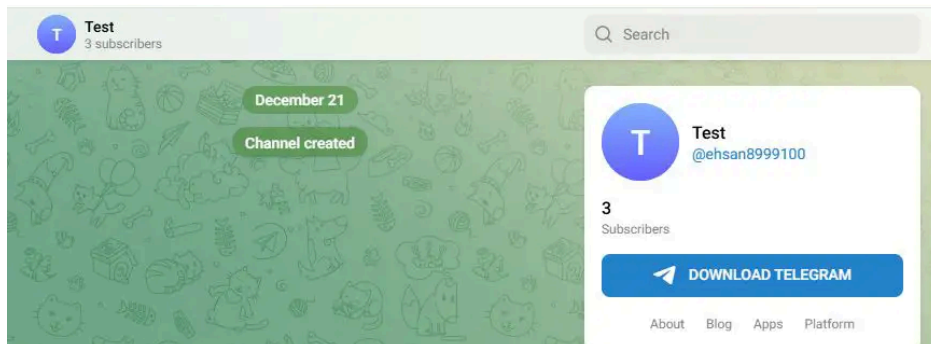 T
Test
3 subscribers
Search
December 21
Channel created
T
Test
@ehsan8999100
3
Subscribers
DOWNLOAD TELEGRAM
About Blog Apps Platform